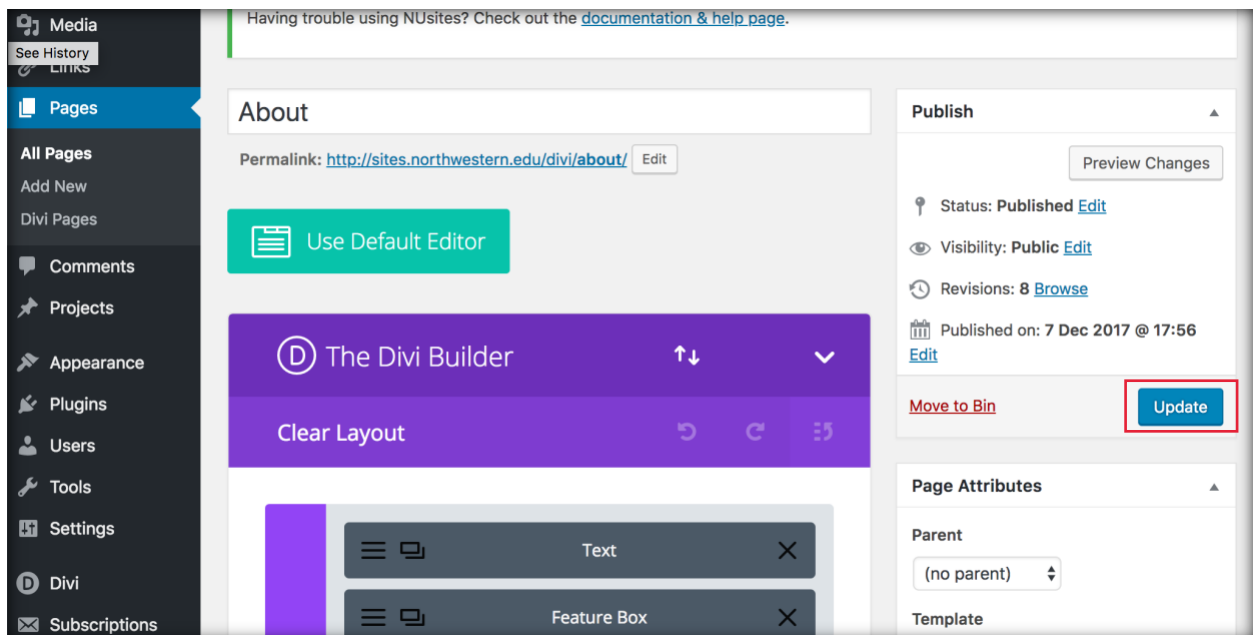 Media
See History
Links
Pages
All Pages
Add New
Divi Pages
Comments
Projects
Appearance
Plugins
Users
Tools
Settings
Divi
Subscriptions
Having trouble using NUsites? Check out the documentation & help page.
About
Permalink: http://sites.northwestern.edu/divi/about/ Edit
Use Default Editor
D The Divi Builder
Clear Layout
Text
Feature Box
Publish
Preview Changes
Status: Published Edit
Visibility: Public Edit
Revisions: 8 Browse
Published on: 7 Dec 2017 @ 17:56
Edit
Move to Bin Update
Page Attributes
Parent
(no parent)
Template